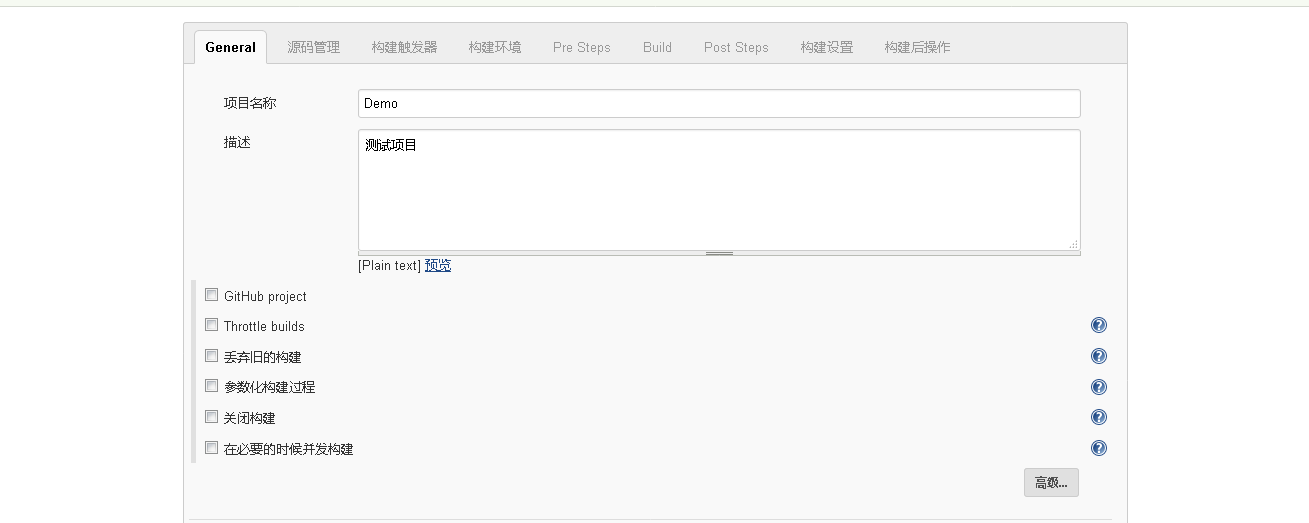 General 源码管理 构建触发器 构建环境 Pre Steps Build Post Steps 构建设置 构建后操作
项目名称 Demo
描述 测试项目
[Plain text] 预览
GitHub project
Throttle builds
丢弃旧的构建
参数化构建过程
关闭构建
在必要的时候并发构建
高级...